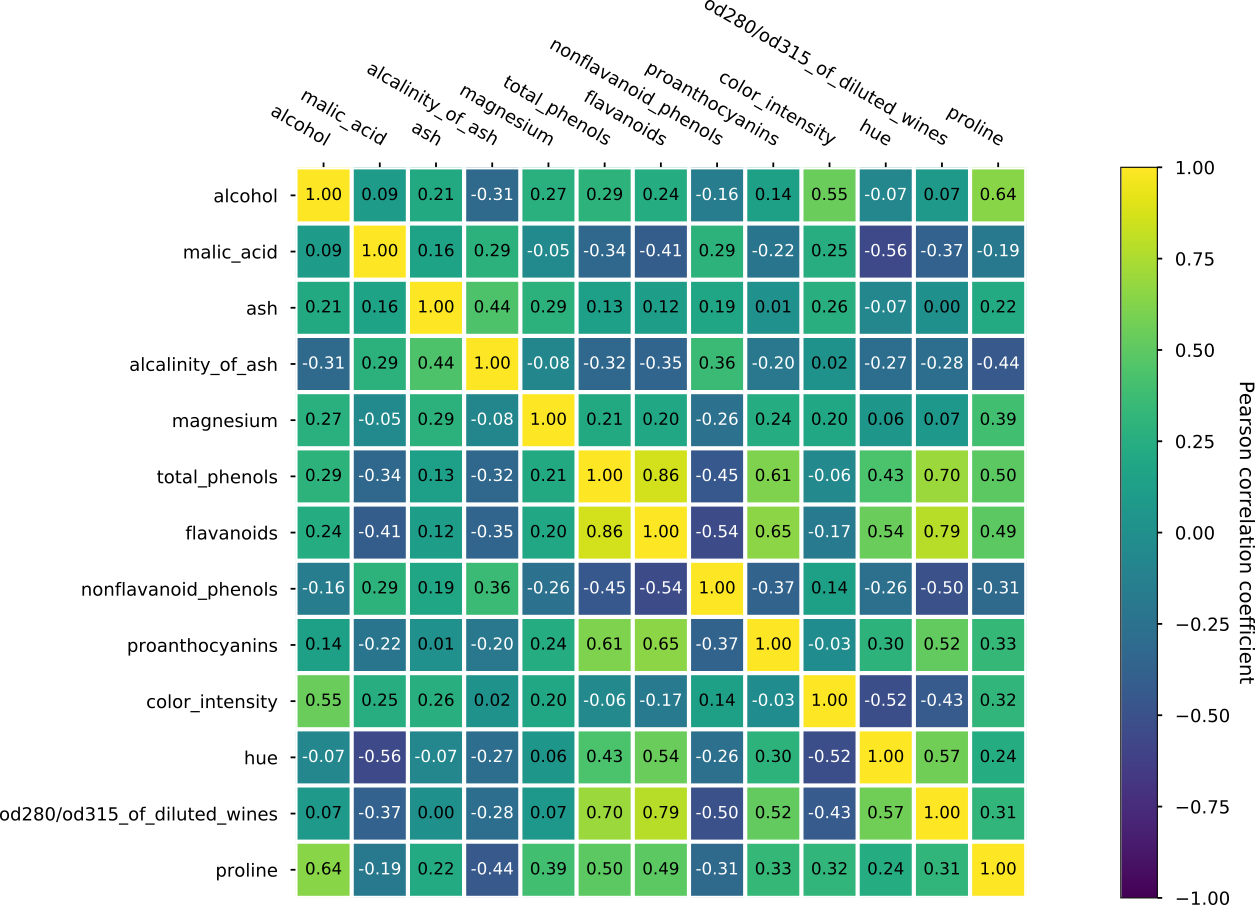 alcohol
malic_acid
ash
alcalinity_of_ash
magnesium
total_phenols
flavanoids
nonflavanoid_phenols
proanthocyanins
color_intensity
hue
od280/od315_of_diluted_wines
proline
alcohol 1.00 0.09 0.21 -0.31 0.27 0.29 0.24 -0.16 0.14 0.55 -0.07 0.07 0.64
malic_acid 0.09 1.00 0.16 0.29 -0.05 -0.34 -0.41 0.29 -0.22 0.25 -0.56 -0.37 -0.19
ash 0.21 0.16 1.00 0.44 0.29 0.13 0.12 0.19 0.01 0.26 -0.07 0.00 0.22
alcalinity_of_ash -0.31 0.29 0.44 1.00 -0.08 -0.32 -0.35 0.36 -0.20 0.02 -0.27 -0.28 -0.44
magnesium 0.27 -0.05 0.29 -0.08 1.00 0.21 0.20 -0.26 0.24 0.20 0.06 0.07 0.39
total_phenols 0.29 -0.34 0.13 -0.32 0.21 1.00 0.86 -0.45 0.61 -0.06 0.43 0.70 0.50
flavanoids 0.24 -0.41 0.12 -0.35 0.20 0.86 1.00 -0.54 0.65 -0.17 0.54 0.79 0.49
nonflavanoid_phenols -0.16 0.29 0.19 0.36 -0.26 -0.45 -0.54 1.00 -0.37 0.14 -0.26 -0.50 -0.31
proanthocyanins 0.14 -0.22 0.01 -0.20 0.24 0.61 0.65 -0.37 1.00 -0.03 0.30 0.52 0.33
color_intensity 0.55 0.25 0.26 0.02 0.20 -0.06 -0.17 0.14 -0.03 1.00 -0.52 -0.43 0.32
hue -0.07 -0.56 -0.07 -0.27 0.06 0.43 0.54 -0.26 0.30 -0.52 1.00 0.57 0.24
od280/od315_of_diluted_wines 0.07 -0.37 0.00 -0.28 0.07 0.70 0.79 -0.50 0.52 -0.43 0.57 1.00 0.31
proline 0.64 -0.19 0.22 -0.44 0.39 0.50 0.49 -0.31 0.33 0.32 0.24 0.31 1.00
1.00
0.75
0.50
0.25
0.00
−0.25
−0.50
−0.75
−1.00
Pearson correlation coefficient